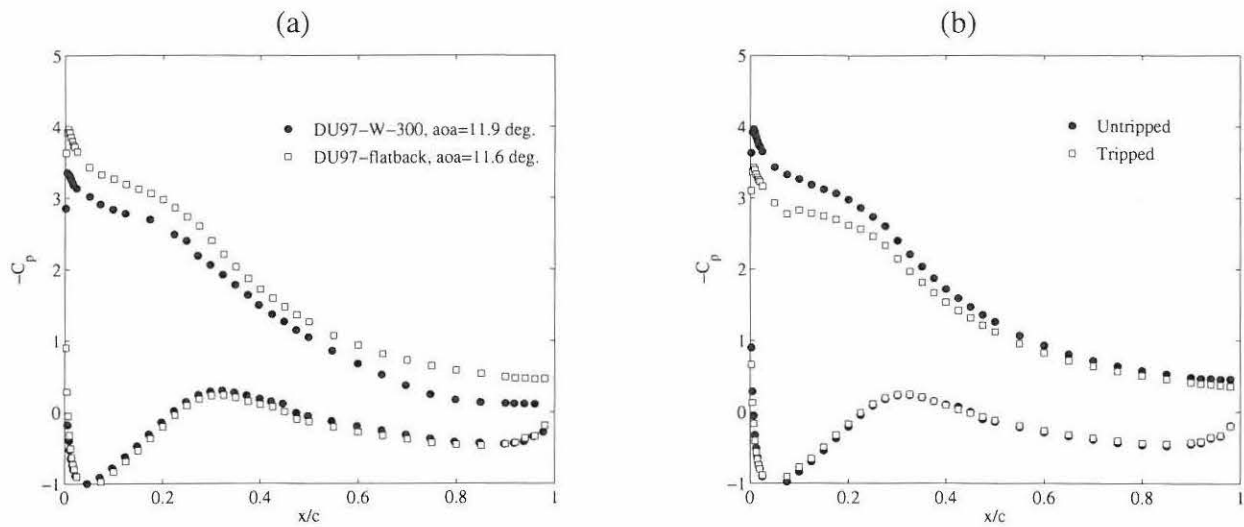 (a)
5
4
3
2
1
0
−1
−C_p
DU97−W−300, aoa=11.9 deg.
DU97−flatback, aoa=11.6 deg.
0 0.2 0.4 0.6 0.8 1
x/c
(b)
5
4
3
2
1
0
−1
−C_p
Untripped
Tripped
0 0.2 0.4 0.6 0.8 1
x/c